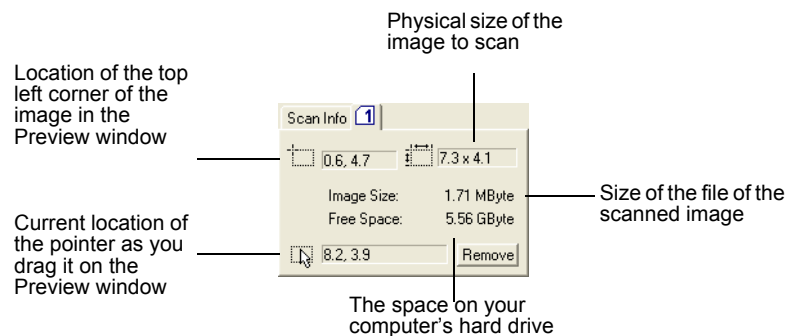 Physical size of the
image to scan
Location of the top
left corner of the
image in the
Preview window
Scan Info 1
0.6, 4.7
7.3 x 4.1
Image Size: 1.71 MByte
Free Space: 5.56 GByte
Size of the file of the
scanned image
Current location of
the pointer as you
drag it on the
Preview window
8.2, 3.9
Remove
The space on your
computer's hard drive